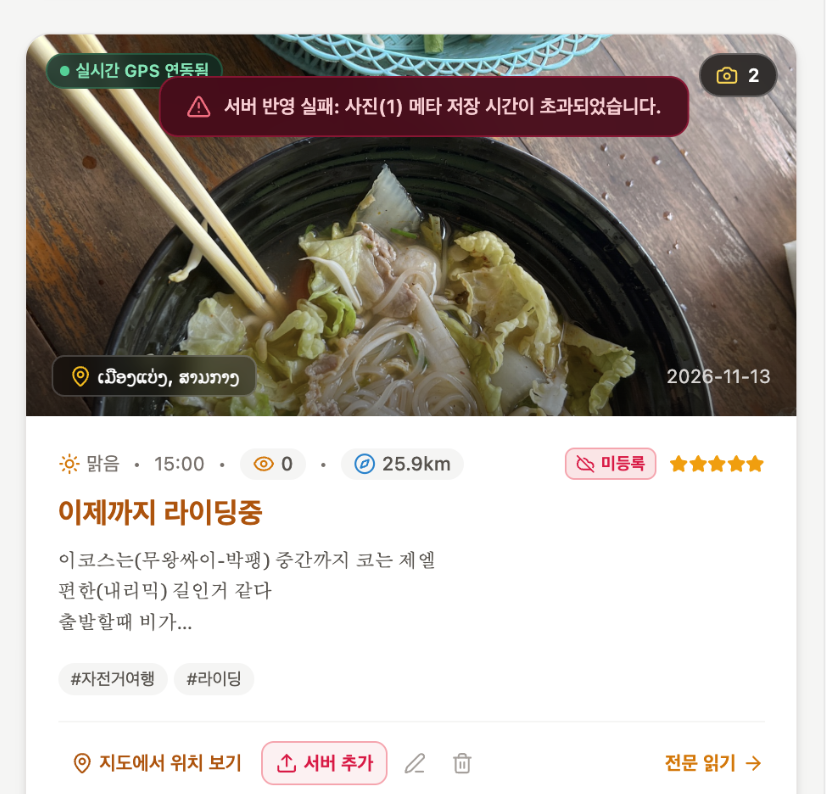 실시간 GPS 연동됨
2
서버 반영 실패: 사진(1) 메타 저장 시간이 초과되었습니다.
ເມືອງແບ່ງ, ສາມກາງ
2026-11-13
맑음 • 15:00 • 0 • 25.9km
미등록
이제까지 라이딩중
이코스는(무왕싸이-박팽) 중간까지 코는 제엘
편한(내리믹) 길인거 같다
출발할때 비가...
#자전거여행 #라이딩
지도에서 위치 보기
서버 추가
전문 읽기